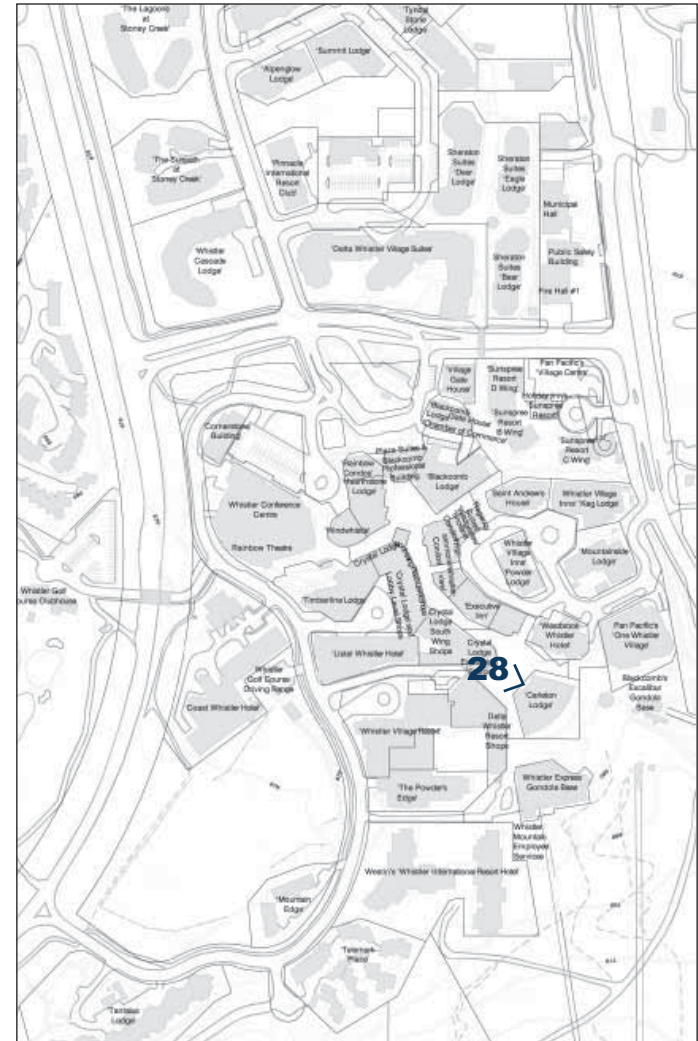 'The Lagoons
at
Stoney Creek'
Tyndal
Stone
Lodge'
'Summit Lodge'
'Alpenglow
Lodge'
Sheraton
Suites
'Deer
Lodge'
Sheraton
Suites
'Eagle
Lodge'
at
Stoney Creek'
'Pinnacle
International
Resort
Club'
Municipal
Hall
'Whistler
Cascade
Lodge'
'Delta Whistler Village Suites'
Sheraton
Suites
'Bear
Lodge'
Public Safety
Building
Fire Hall #1
'Village
Gate
House'
'Sunspree
Resort
D Wing'
Pan Pacific's
'Village Centre'
'Sunspree
Resort
B Wing'
'Sunspree
Resort
C Wing'
'Cornerstone
Building'
'Blackcomb
Lodge'
'Rainbow
Condos'
'Hearthstone
Lodge'
Whistler Conference
Centre
Rainbow Theatre
'Windwhistle'
'Saint Andrew's
House'
Whistler Village
Inns' 'Keg Lodge'
Whistler
Village
Inns'
'Powder
Lodge'
'Mountainside
Lodge'
Whistler Golf
Course Clubhouse
'Crystal Lodge'
'Timberline Lodge'
'Executive
Inn'
'Westbrook
Whistler
Hotel'
Pan Pacific's
'One Whistler
Village'
'Listel Whistler Hotel'
Crystal
Lodge
South
Wing
Shops
Crystal
Lodge
28
'Carleton
Lodge'
Blackcomb's
Excalibur
Gondola
Base
Whistler
Golf Course
Driving Range
'Coast Whistler Hotel'
'Whistler Village Resort'
Delta
Whistler
Resort
Shops
'The Powder's
Edge'
Whistler Express
Gondola Base
Whistler
Mountain
Employee
Services
Westin's 'Whistler International Resort Hotel'
'Mountain
Edge'
'Telemark
Place'
'Tantalus
Lodge'